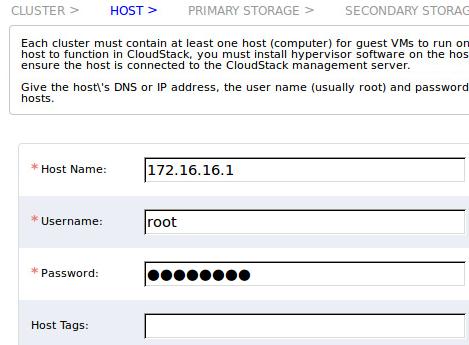 CLUSTER > HOST > PRIMARY STORAGE > SECONDARY STORAG
Each cluster must contain at least one host (computer) for guest VMs to run on
host to function in CloudStack, you must install hypervisor software on the hos
ensure the host is connected to the CloudStack management server.
Give the host\'s DNS or IP address, the user name (usually root) and password
hosts.
* Host Name: 172.16.16.1
* Username: root
* Password: ●●●●●●●●
Host Tags: